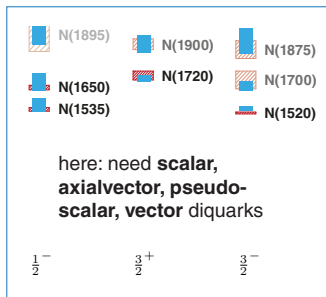 N(1895) N(1900) N(1875)
N(1650) N(1720) N(1700)
N(1535) N(1520)
here: need scalar,
axialvector, pseudo-
scalar, vector diquarks
1/2⁻ 3/2⁺ 3/2⁻